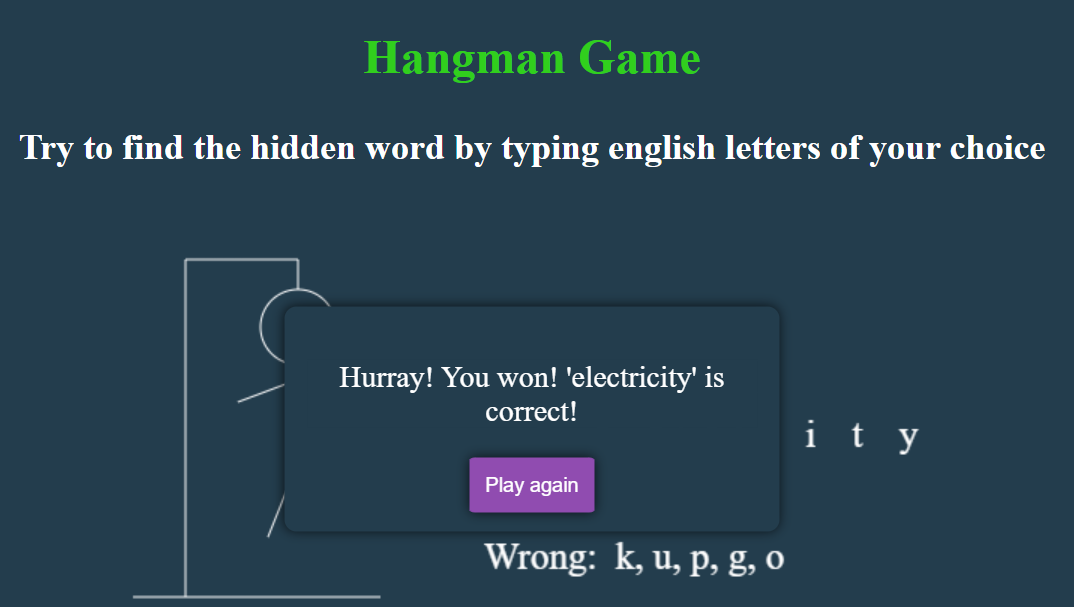 Hangman Game
Try to find the hidden word by typing english letters of your choice
Hurray! You won! 'electricity' is
correct!
i t y
Play again
Wrong: k, u, p, g, o